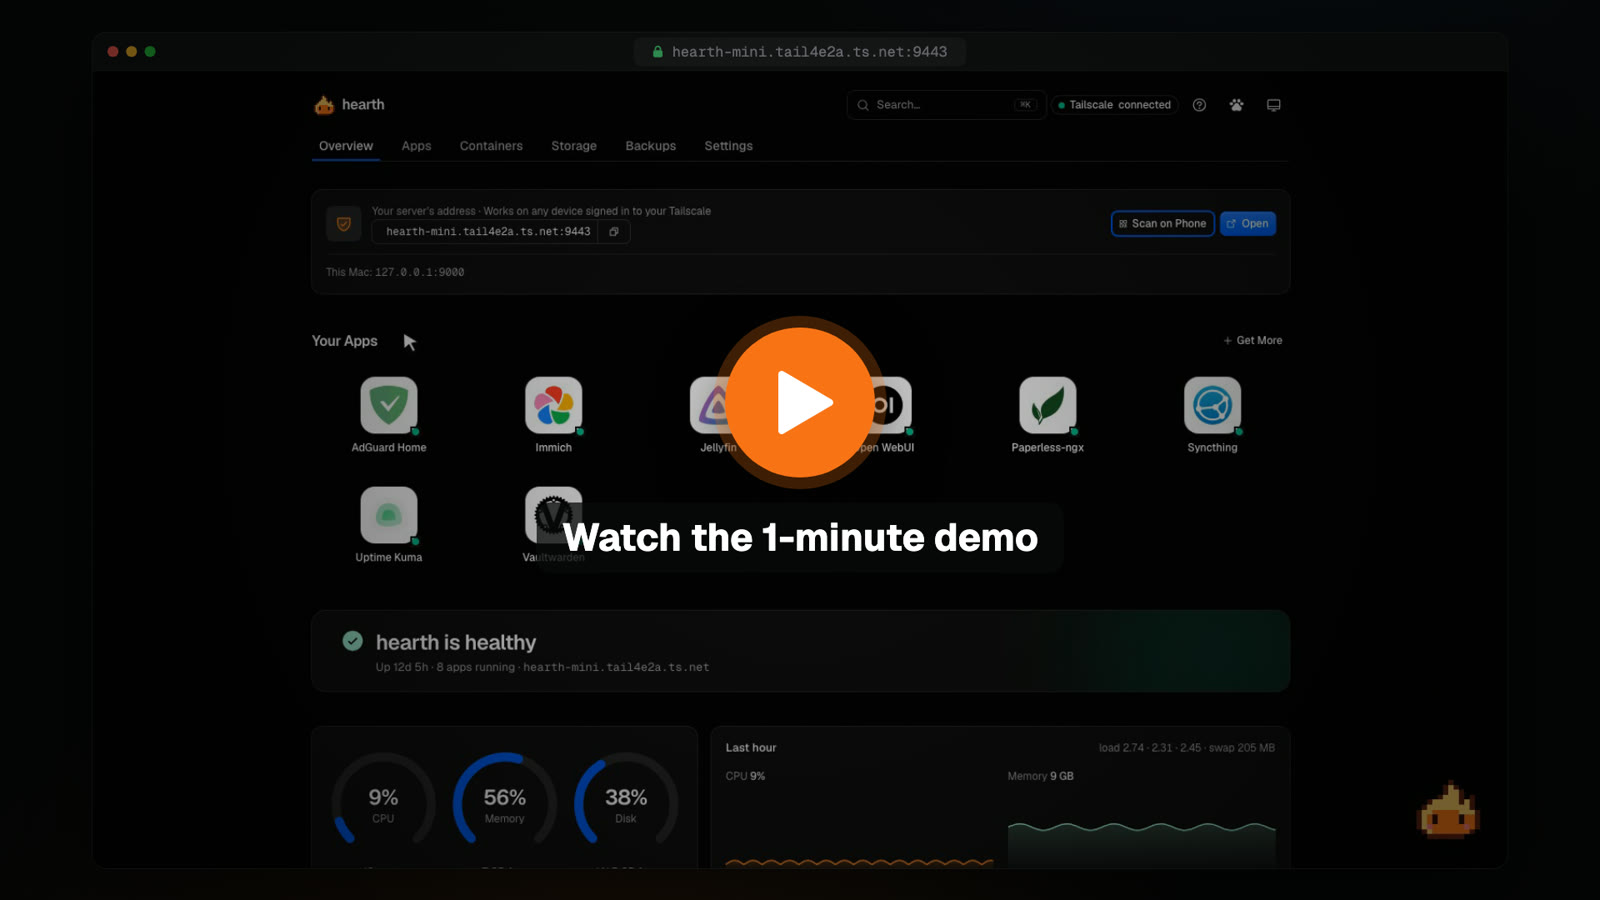 hearth-mini.tail4e2a.ts.net:9443
hearth
Search...
⌘K
Tailscale connected
Overview Apps Containers Storage Backups Settings
Your server's address · Works on any device signed in to your Tailscale
hearth-mini.tail4e2a.ts.net:9443
Scan on Phone
Open
This Mac: 127.0.0.1:9000
Your Apps
+ Get More
AdGuard Home
Immich
Jellyfin
WebUI
Paperless-ngx
Syncthing
Uptime Kuma
Vaultwarden
Watch the 1-minute demo
hearth is healthy
Up 12d 5h · 8 apps running · hearth-mini.tail4e2a.ts.net
9%
CPU
56%
Memory
38%
Disk
Last hour
load 2.74 · 2.31 · 2.45 · swap 205 MB
CPU 9%
Memory 9 GB